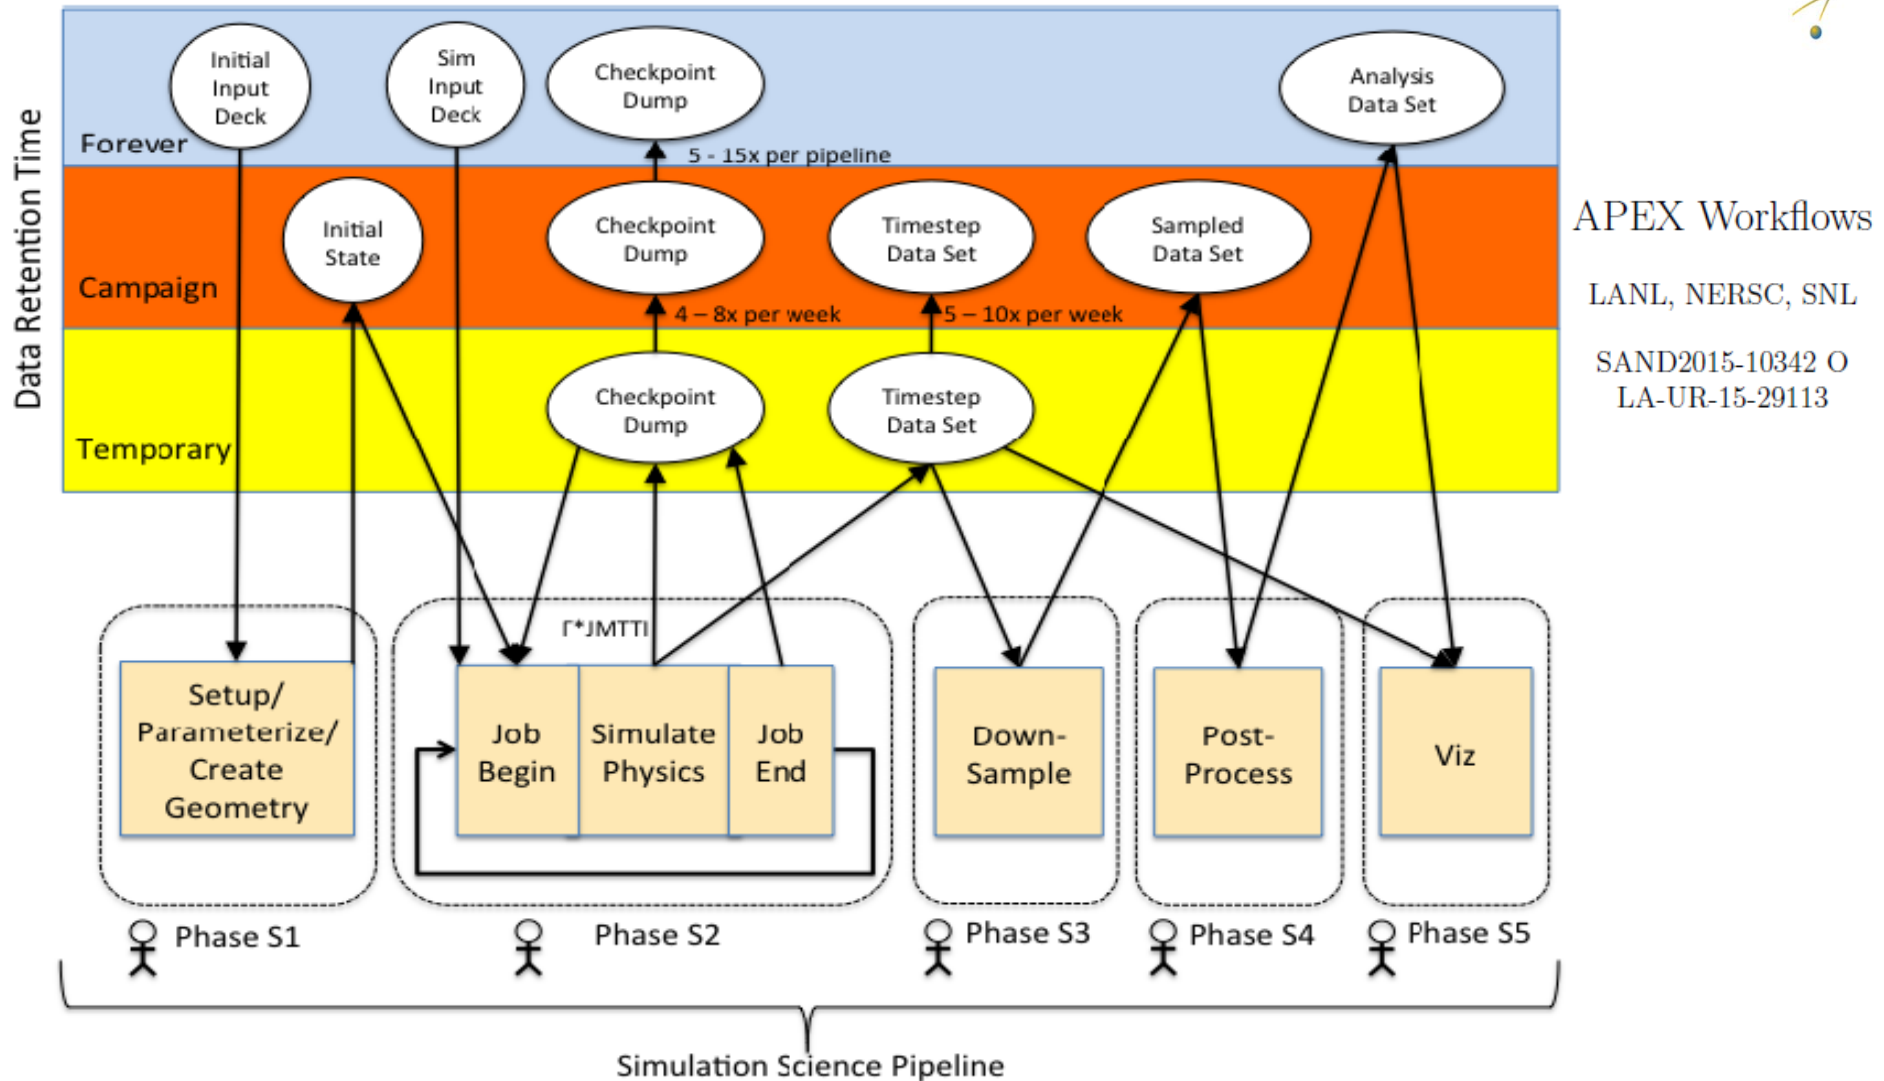 Data Retention Time
Initial
Input
Deck
Sim
Input
Deck
Checkpoint
Dump
Analysis
Data Set
Forever
5 - 15x per pipeline
Initial
State
Checkpoint
Dump
Timestep
Data Set
Sampled
Data Set
Campaign
4 – 8x per week
5 – 10x per week
Checkpoint
Dump
Timestep
Data Set
Temporary
APEX Workflows
LANL, NERSC, SNL
SAND2015-10342 O
LA-UR-15-29113
Γ*JMTTI
Setup/
Parameterize/
Create
Geometry
Job
Begin
Simulate
Physics
Job
End
Down-
Sample
Post-
Process
Viz
Phase S1
Phase S2
Phase S3
Phase S4
Phase S5
Simulation Science Pipeline